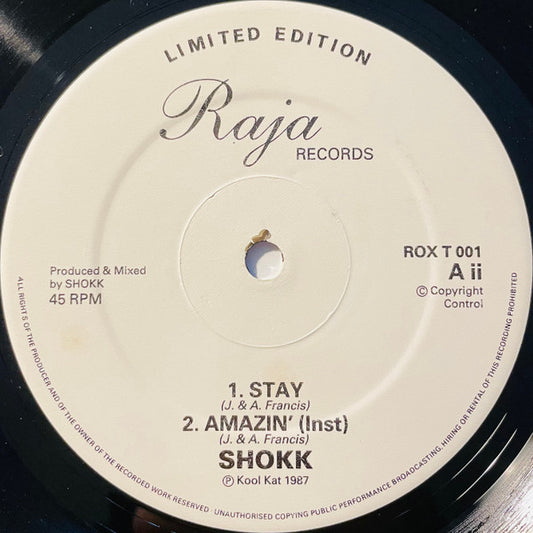 LIMITED EDITION
Raja
RECORDS
Produced & Mixed
by SHOKK
45 RPM
ROX T 001
A ii
© Copyright
Control
1. STAY
(J. & A. Francis)
2. AMAZIN' (Inst)
(J. & A. Francis)
SHOKK
℗ Kool Kat 1987
ALL RIGHTS OF THE PRODUCER AND OF THE OWNER OF THE RECORDED WORK RESERVED · UNAUTHORISED COPYING PUBLIC PERFORMANCE BROADCASTING, HIRING OR RENTAL OF THIS RECORDING PROHIBITED